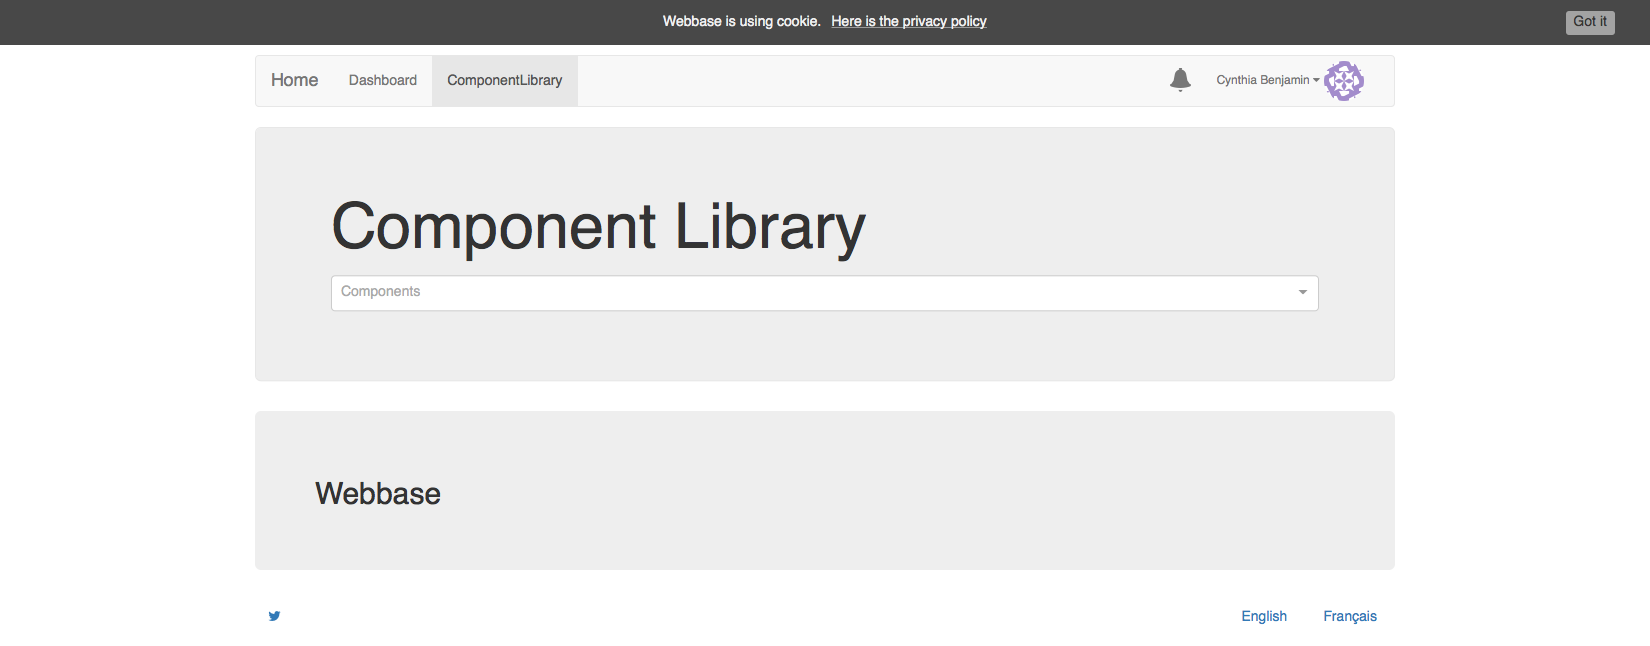 Webbase is using cookie. Here is the privacy policy Got it
Home Dashboard ComponentLibrary Cynthia Benjamin
Component Library
Components
Webbase
English Français